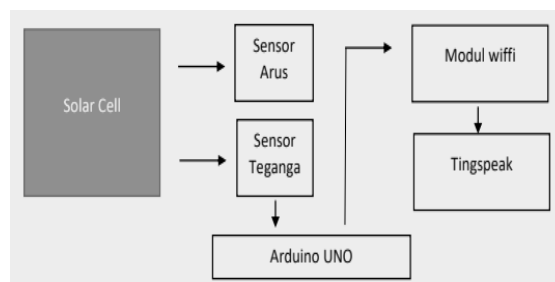 Solar Cell
Sensor
Arus
Sensor
Teganga
Arduino UNO
Modul wiffi
Tingspeak